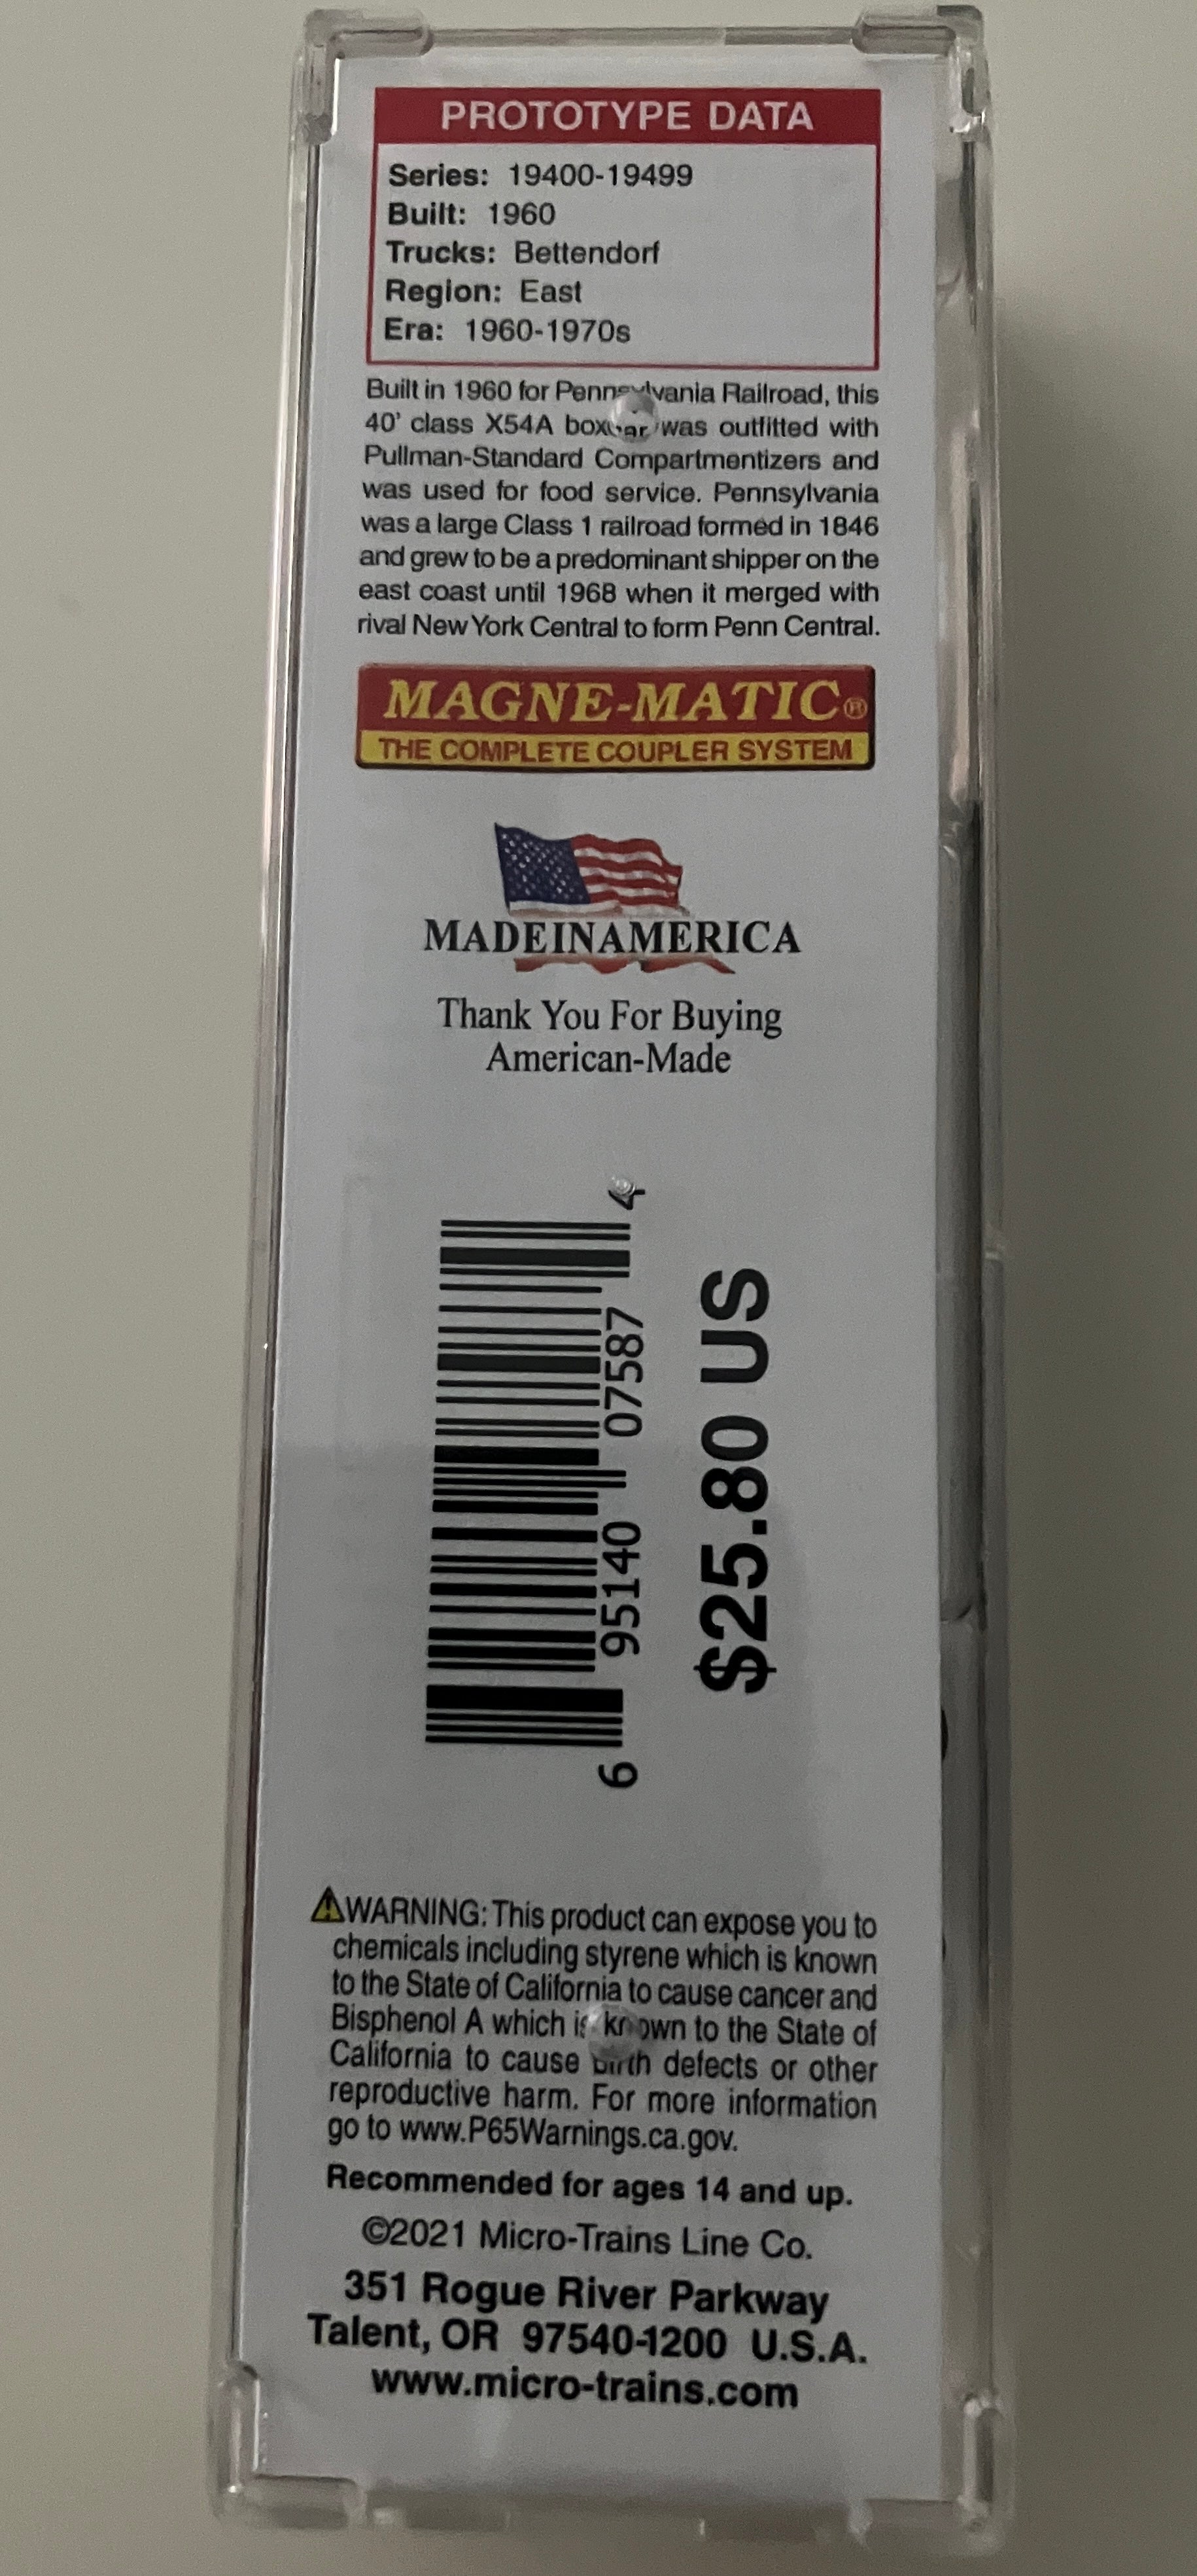 PROTOTYPE DATA
Series: 19400-19499
Built: 1960
Trucks: Bettendorf
Region: East
Era: 1960-1970s
Built in 1960 for Pennsylvania Railroad, this
40' class X54A boxcar was outfitted with
Pullman-Standard Compartmentizers and
was used for food service. Pennsylvania
was a large Class 1 railroad formed in 1846
and grew to be a predominant shipper on the
east coast until 1968 when it merged with
rival New York Central to form Penn Central.
MAGNE-MATIC®
THE COMPLETE COUPLER SYSTEM
MADEINAMERICA
Thank You For Buying
American-Made
6 95140 07587 4
$25.80 US
⚠WARNING: This product can expose you to
chemicals including styrene which is known
to the State of California to cause cancer and
Bisphenol A which is known to the State of
California to cause birth defects or other
reproductive harm. For more information
go to www.P65Warnings.ca.gov.
Recommended for ages 14 and up.
©2021 Micro-Trains Line Co.
351 Rogue River Parkway
Talent, OR 97540-1200 U.S.A.
www.micro-trains.com